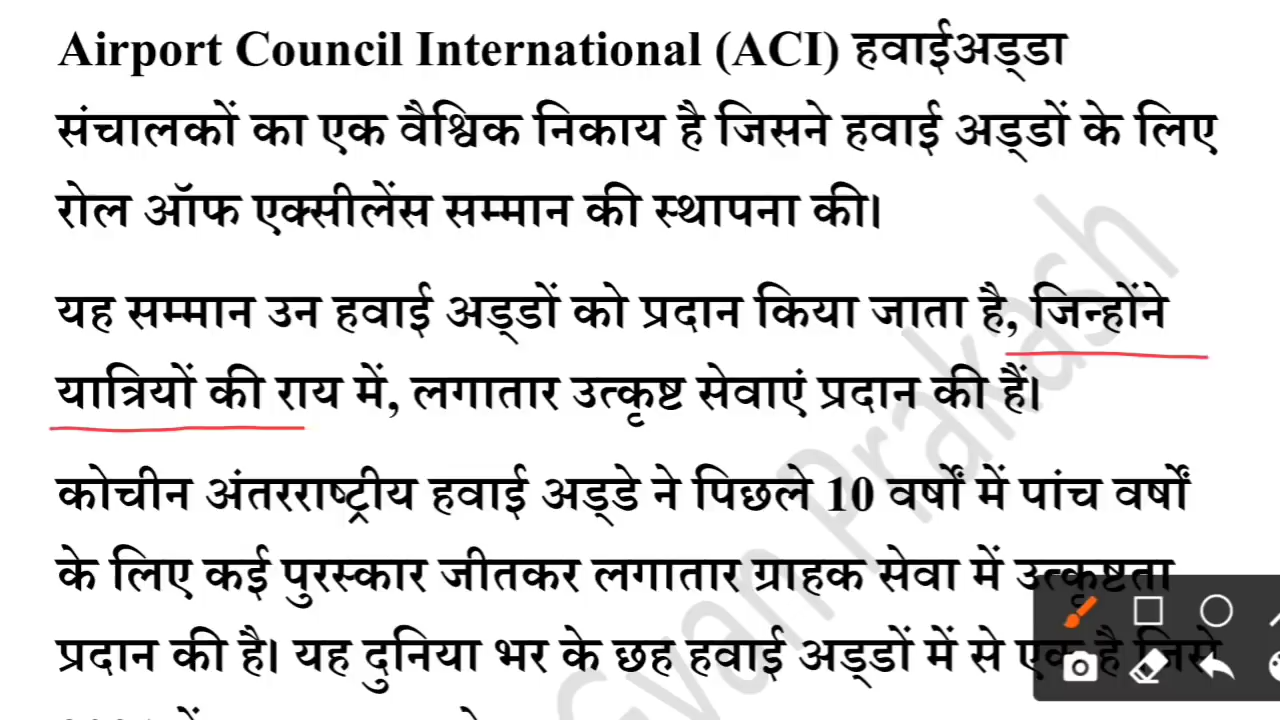 Airport Council International (ACI) हवाईअड्डा
संचालकों का एक वैश्विक निकाय है जिसने हवाई अड्डों के लिए
रोल ऑफ एक्सीलेंस सम्मान की स्थापना की।
यह सम्मान उन हवाई अड्डों को प्रदान किया जाता है, जिन्होंने
यात्रियों की राय में, लगातार उत्कृष्ट सेवाएं प्रदान की हैं।
कोचीन अंतरराष्ट्रीय हवाई अड्डे ने पिछले 10 वर्षों में पांच वर्षों
के लिए कई पुरस्कार जीतकर लगातार ग्राहक सेवा में उत्कृष्टता
प्रदान की है। यह दुनिया भर के छह हवाई अड्डों में से एक है जिसे
Gyan Prakash